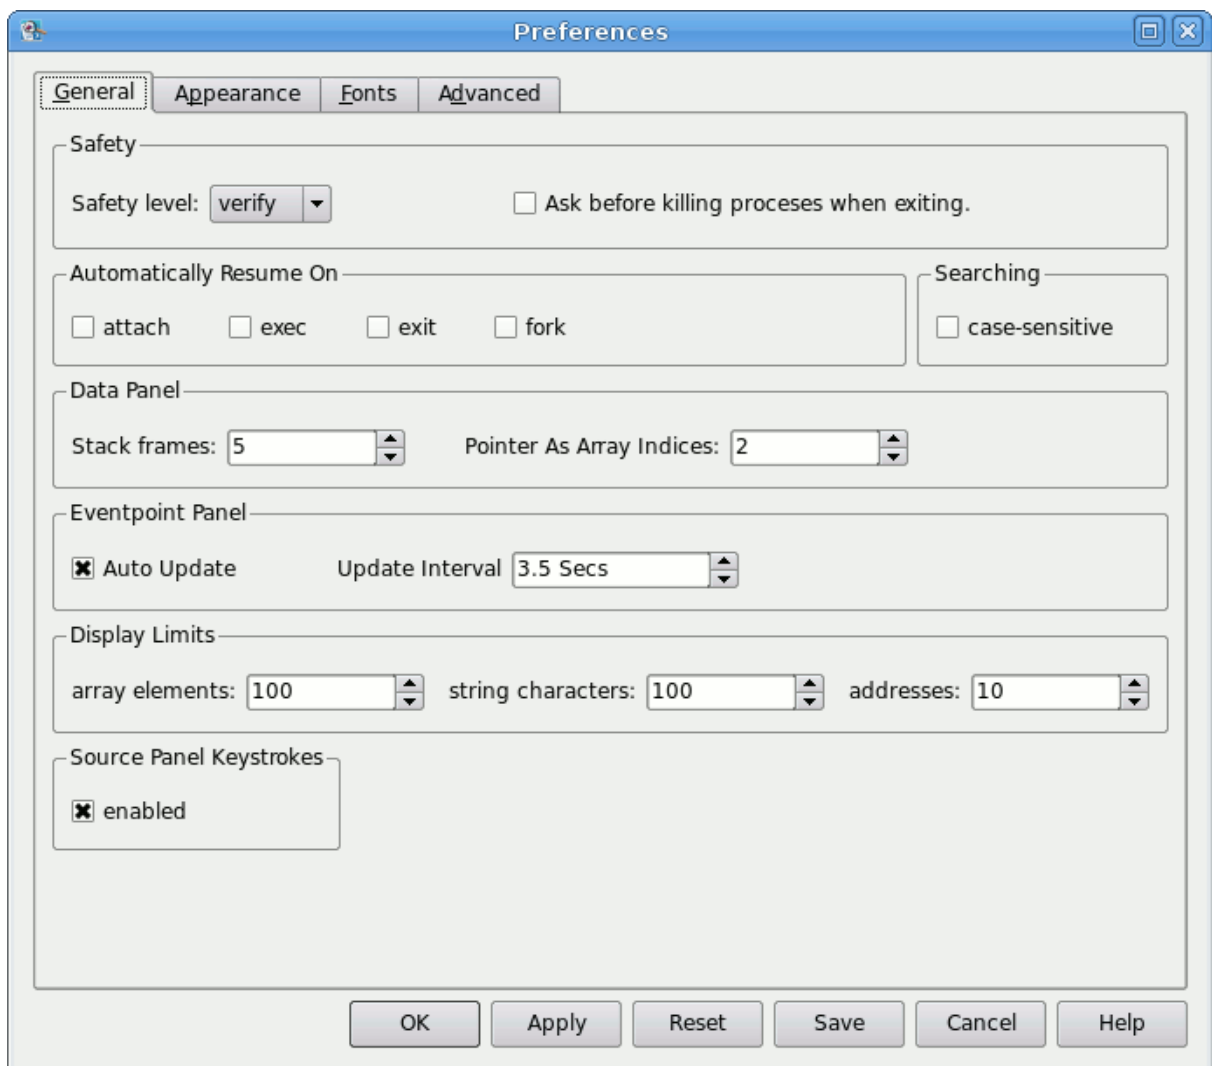 Preferences
General Appearance Fonts Advanced
Safety
Safety level: verify Ask before killing proceses when exiting.
Automatically Resume On Searching
attach exec exit fork case-sensitive
Data Panel
Stack frames: 5 Pointer As Array Indices: 2
Eventpoint Panel
Auto Update Update Interval 3.5 Secs
Display Limits
array elements: 100 string characters: 100 addresses: 10
Source Panel Keystrokes
enabled
OK Apply Reset Save Cancel Help